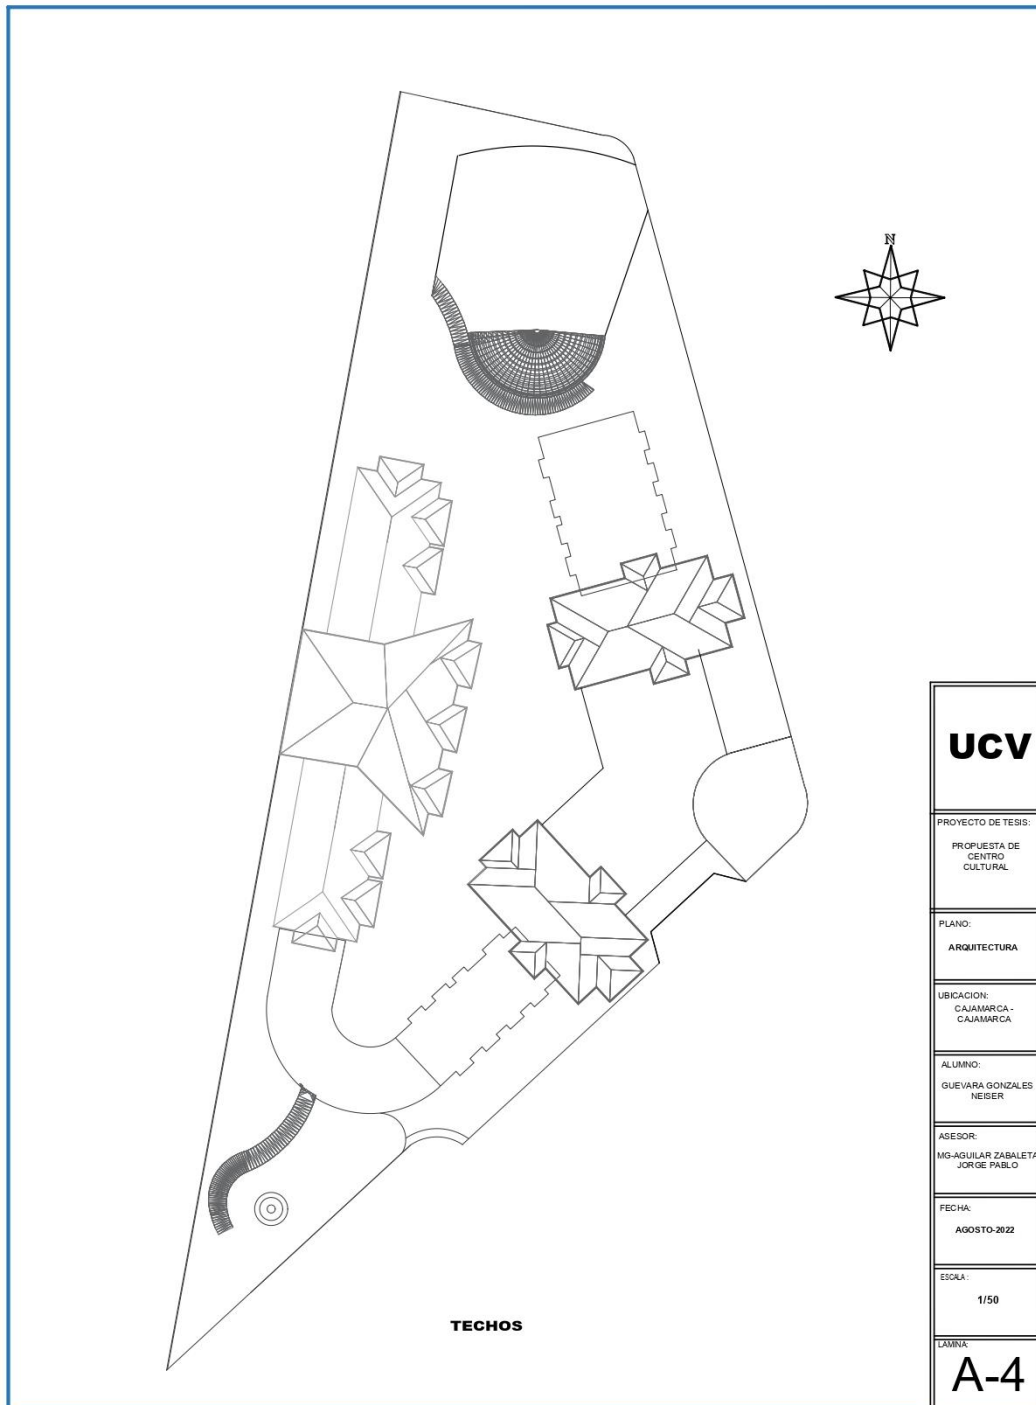 N
UCV
PROYECTO DE TESIS:
PROPUESTA DE
CENTRO
CULTURAL
PLANO:
ARQUITECTURA
UBICACION:
CAJAMARCA -
CAJAMARCA
ALUMNO:
GUEVARA GONZALES
NEISER
ASESOR:
MG-AGUILAR ZABALETA
JORGE PABLO
FECHA:
AGOSTO-2022
ESCALA :
1/50
LAMINA:
A-4
TECHOS